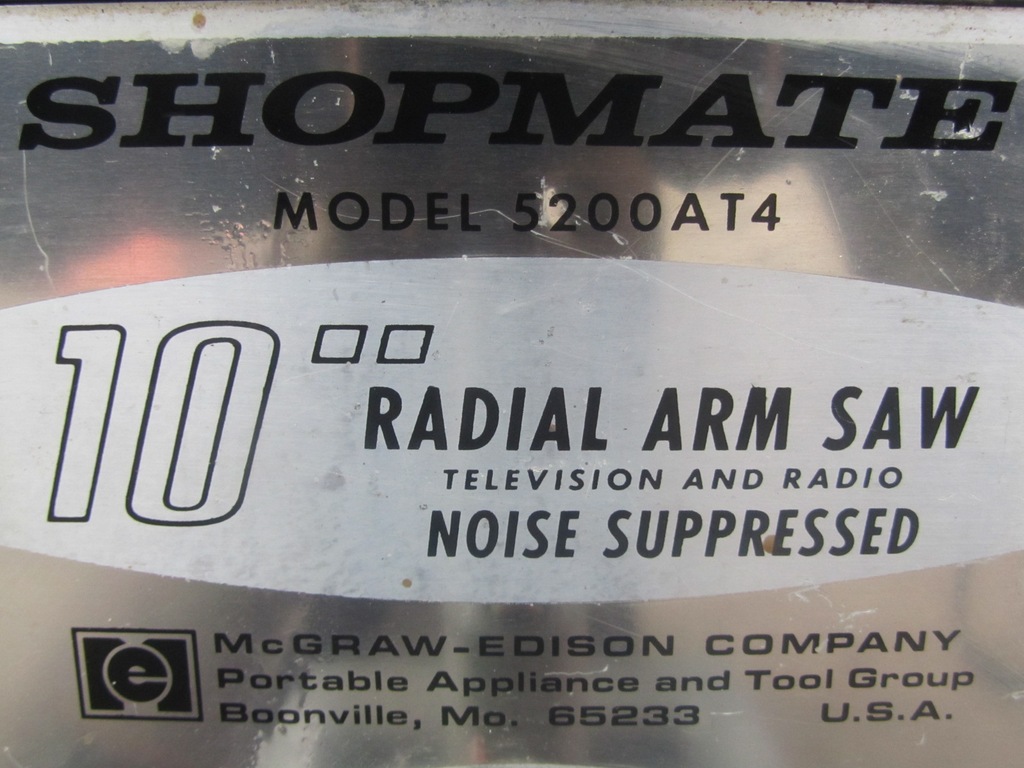 SHOPMATE
MODEL 5200AT4
10"
RADIAL ARM SAW
TELEVISION AND RADIO
NOISE SUPPRESSED
e
McGRAW-EDISON COMPANY
Portable Appliance and Tool Group
Boonville, Mo. 65233 U.S.A.